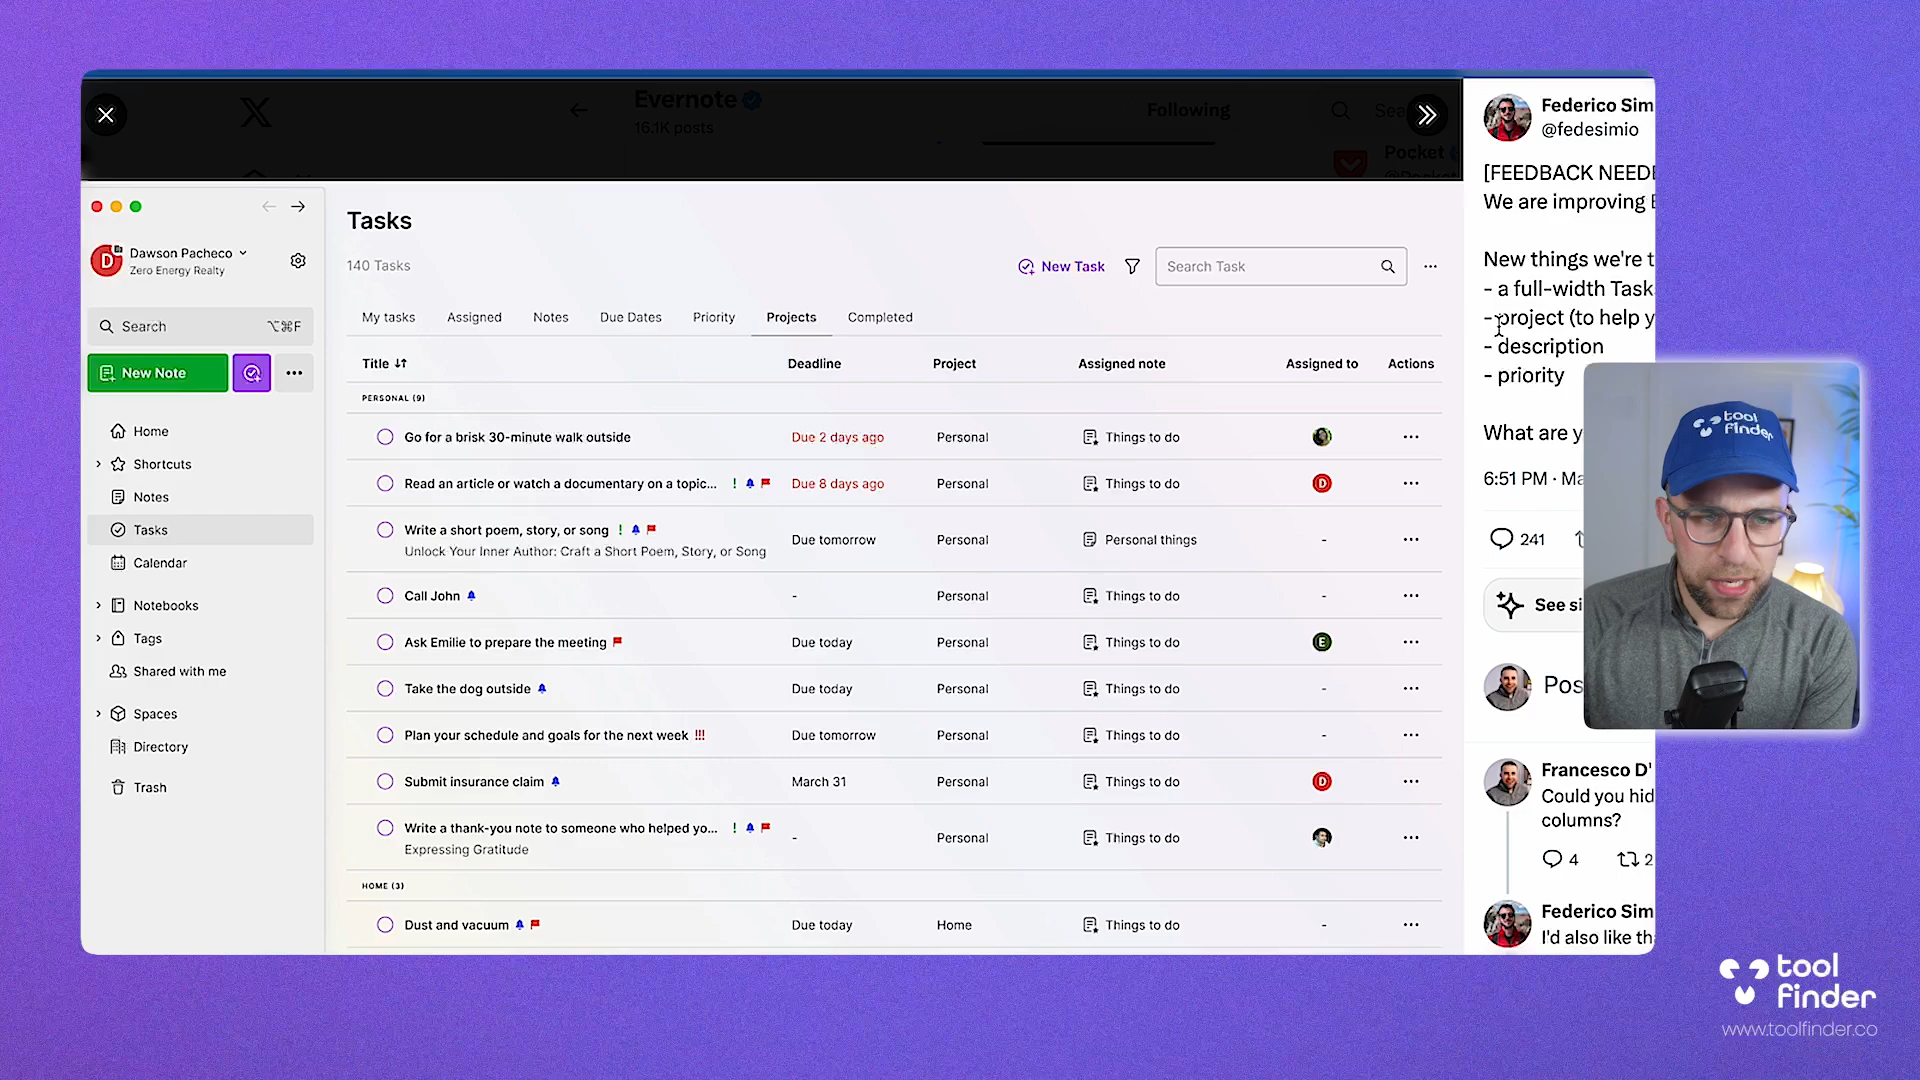 Evernote
16.1K posts
Following
Pocket
Dawson Pacheco
Zero Energy Realty
Search
⌥⌘F
New Note
Home
Shortcuts
Notes
Tasks
Calendar
Notebooks
Tags
Shared with me
Spaces
Directory
Trash
Tasks
140 Tasks
New Task
Search Task
My tasks Assigned Notes Due Dates Priority Projects Completed
Title Deadline Project Assigned note Assigned to Actions
PERSONAL (9)
Go for a brisk 30-minute walk outside Due 2 days ago Personal Things to do
Read an article or watch a documentary on a topic... ! Due 8 days ago Personal Things to do D
Write a short poem, story, or song ! Due tomorrow Personal Personal things -
Unlock Your Inner Author: Craft a Short Poem, Story, or Song
Call John - Personal Things to do -
Ask Emilie to prepare the meeting Due today Personal Things to do E
Take the dog outside Due today Personal Things to do -
Plan your schedule and goals for the next week !!! Due tomorrow Personal Things to do -
Submit insurance claim March 31 Personal Things to do D
Write a thank-you note to someone who helped yo... ! - Personal Things to do
Expressing Gratitude
HOME (3)
Dust and vacuum Due today Home Things to do -
Federico Sim
@fedesimio
[FEEDBACK NEEDE
We are improving
New things we're t
- a full-width Task
- project (to help y
- description
- priority
What are y
6:51 PM · Ma
241
See si
Pos
Francesco D'
Could you hid
columns?
4 2
Federico Sim
I'd also like th
tool
finder
tool
finder
www.toolfinder.co